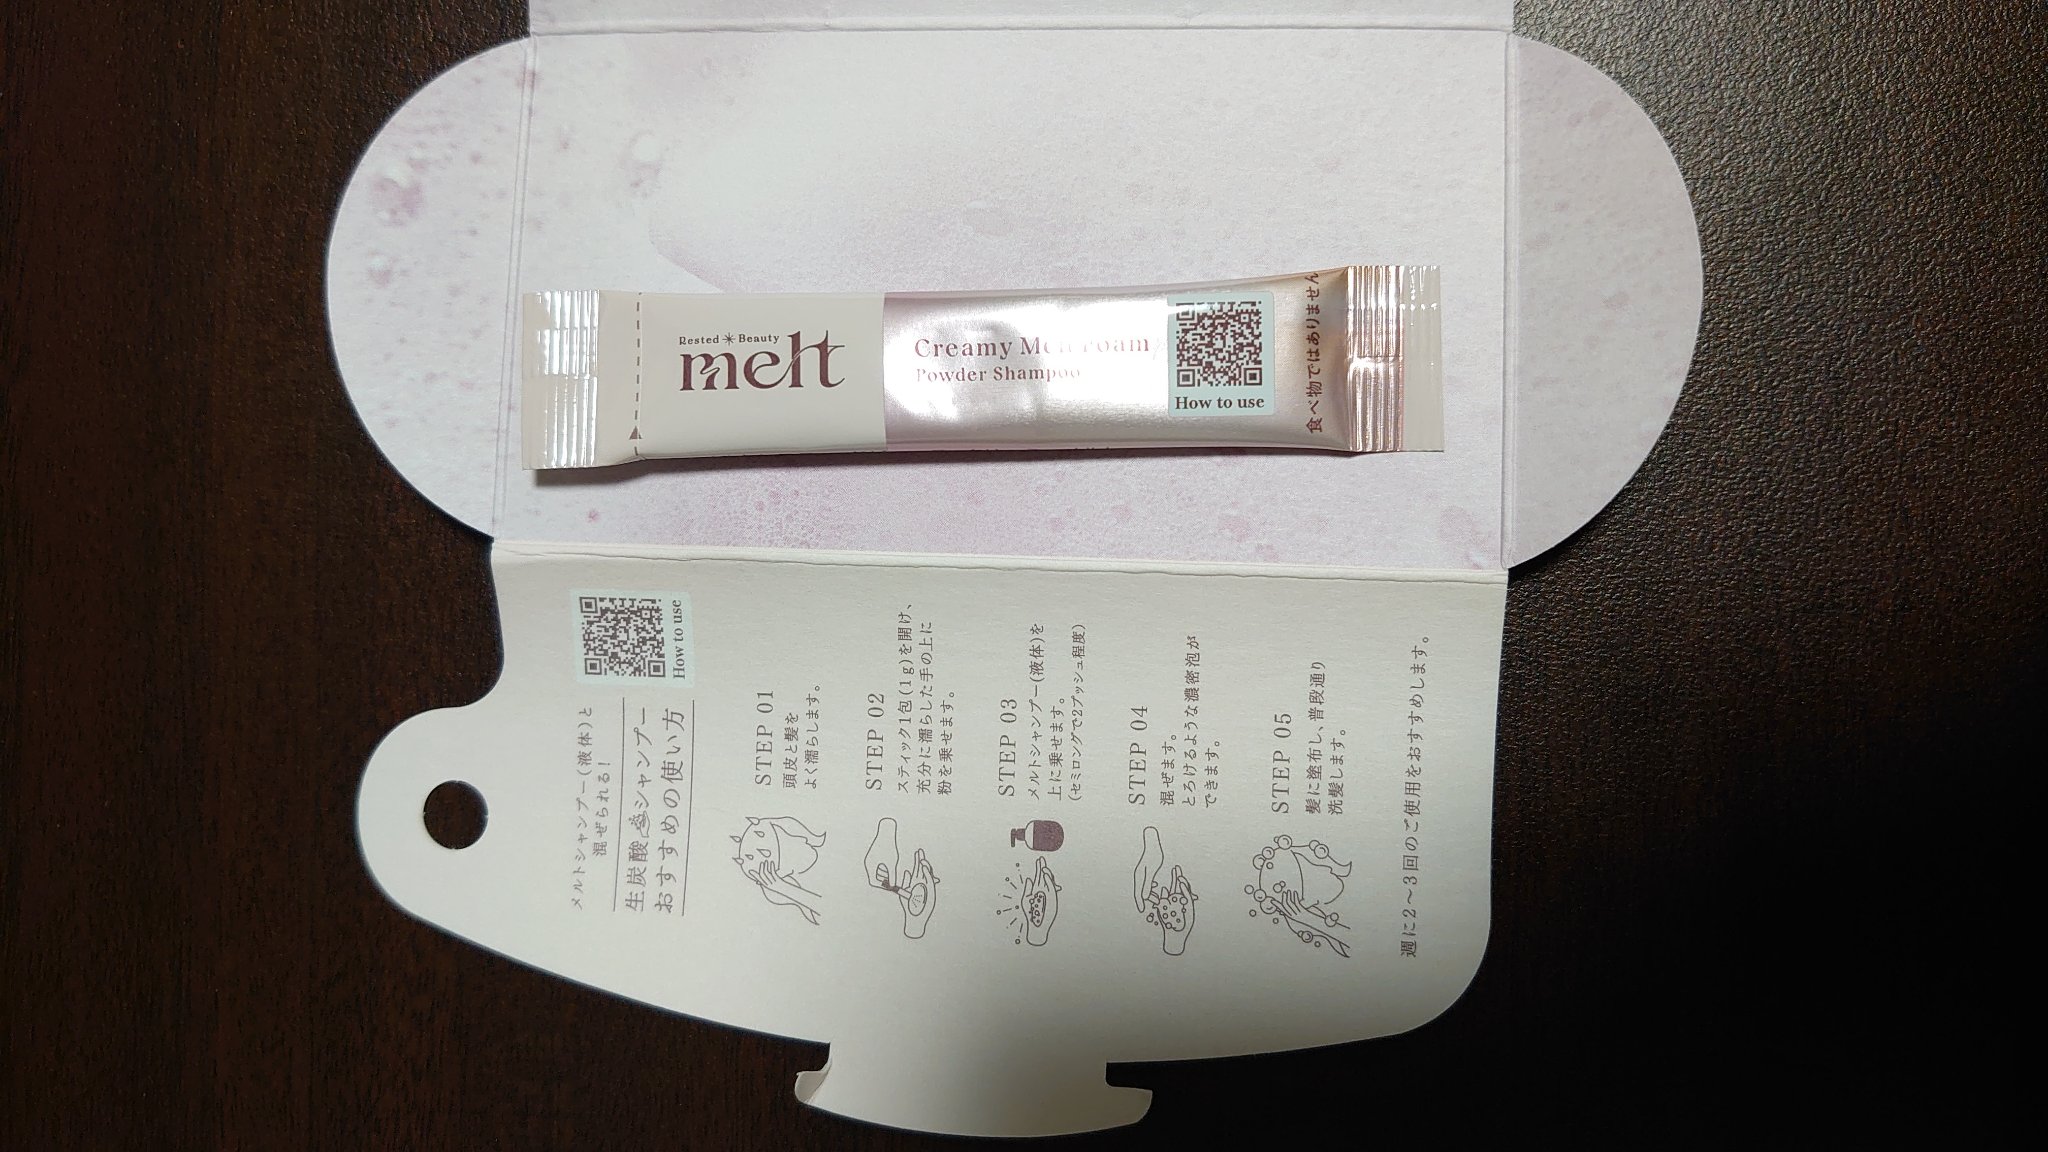 Rested Beauty
melt
Creamy Melt Foam
Powder Shampoo
How to use
食べ物ではありません
メルトシャンプー(液体)と
混ぜられる!
生炭酸シャンプー
おすすめの使い方
How to use
STEP 01
頭皮と髪を
よく濡らします。
STEP 02
スティック1包(1g)を開け、
充分に濡らした手の上に
粉を乗せます。
STEP 03
メルトシャンプー(液体)を
上に乗せます。
(セミロングで2プッシュ程度)
STEP 04
混ぜます。
とろけるような濃密泡が
できます。
STEP 05
髪に塗布し、普段通り
洗髪します。
週に2~3回のご使用をおすすめします。